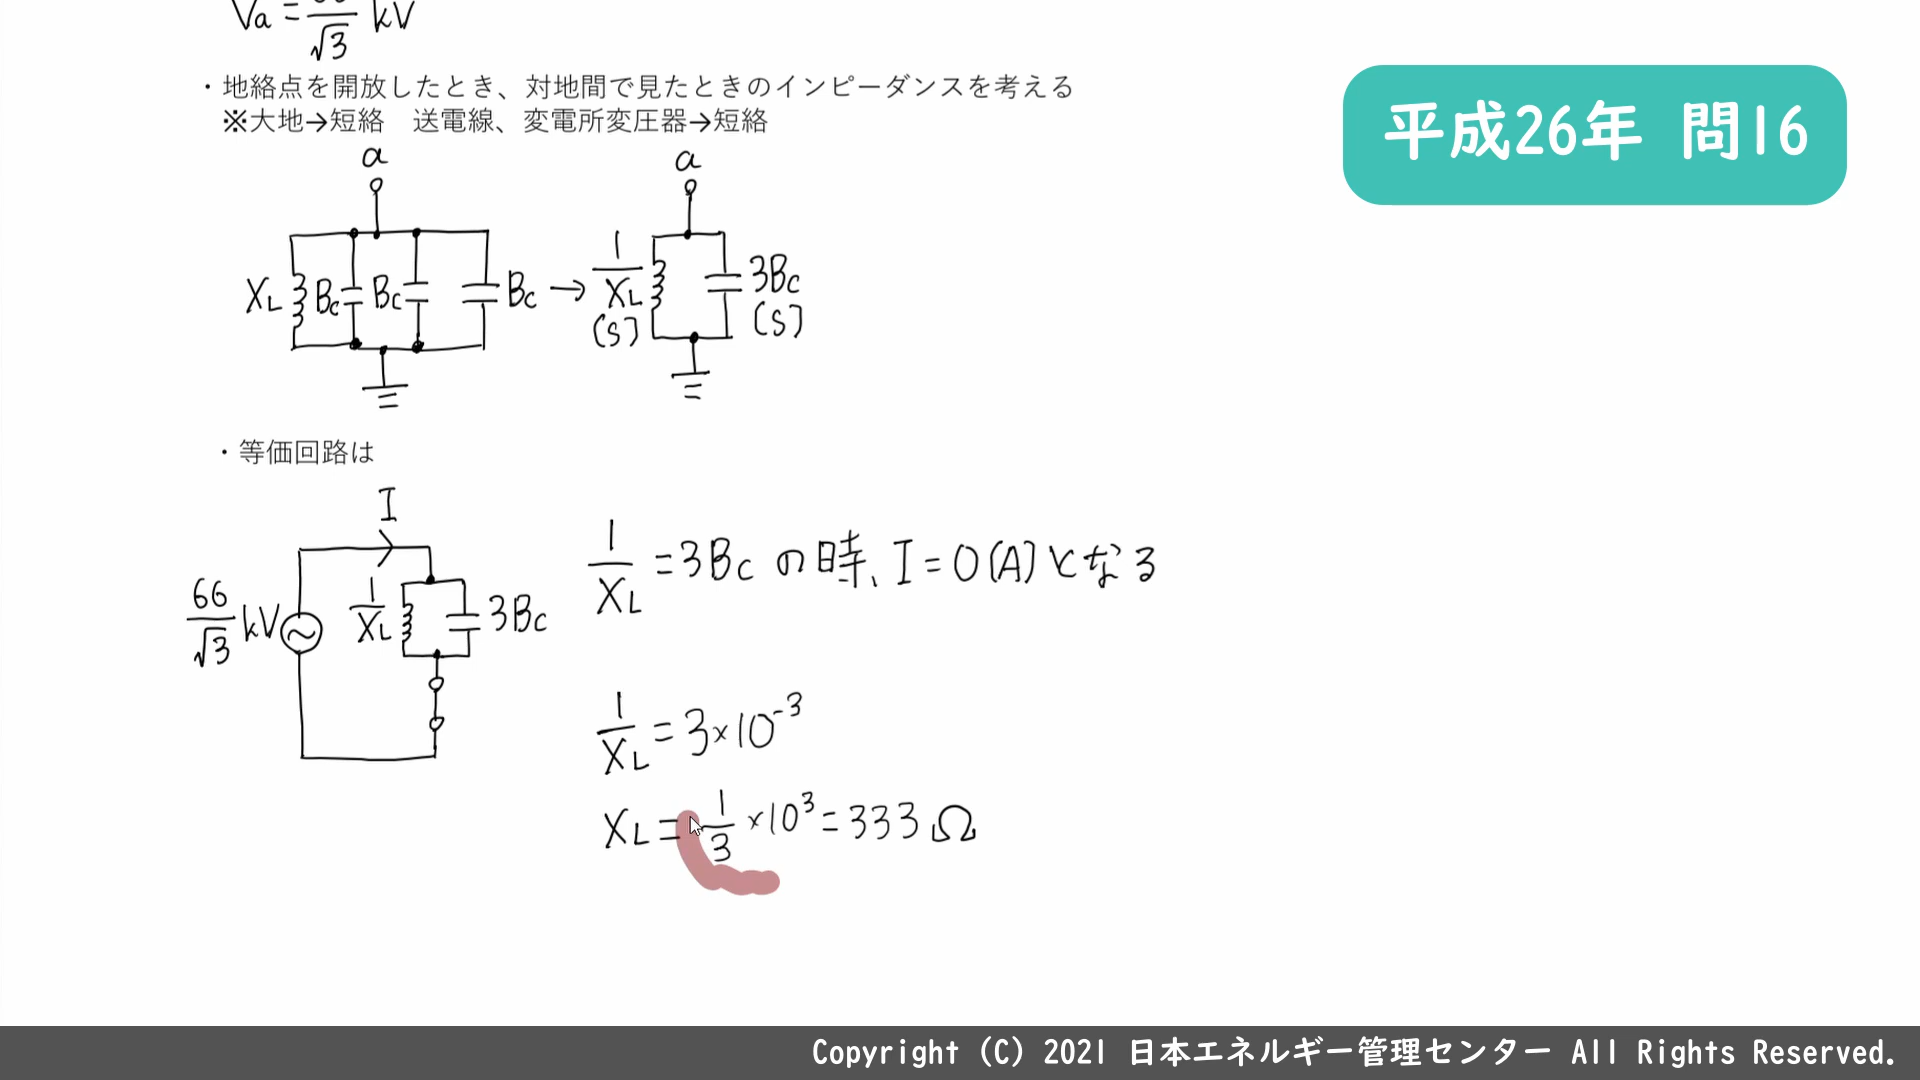 Va = 66/√3 kV
平成26年 問16
・地絡点を開放したとき、対地間で見たときのインピーダンスを考える
※大地→短絡 送電線、変電所変圧器→短絡
a
a
XL Bc Bc Bc → 1/XL (S) 3Bc (S)
・等価回路は
I
66/√3 kV 1/XL 3Bc
1/XL = 3Bc の時、I = 0 (A) となる
1/XL = 3×10⁻³
XL = 1/3 ×10³ = 333 Ω
Copyright (C) 2021 日本エネルギー管理センター All Rights Reserved.